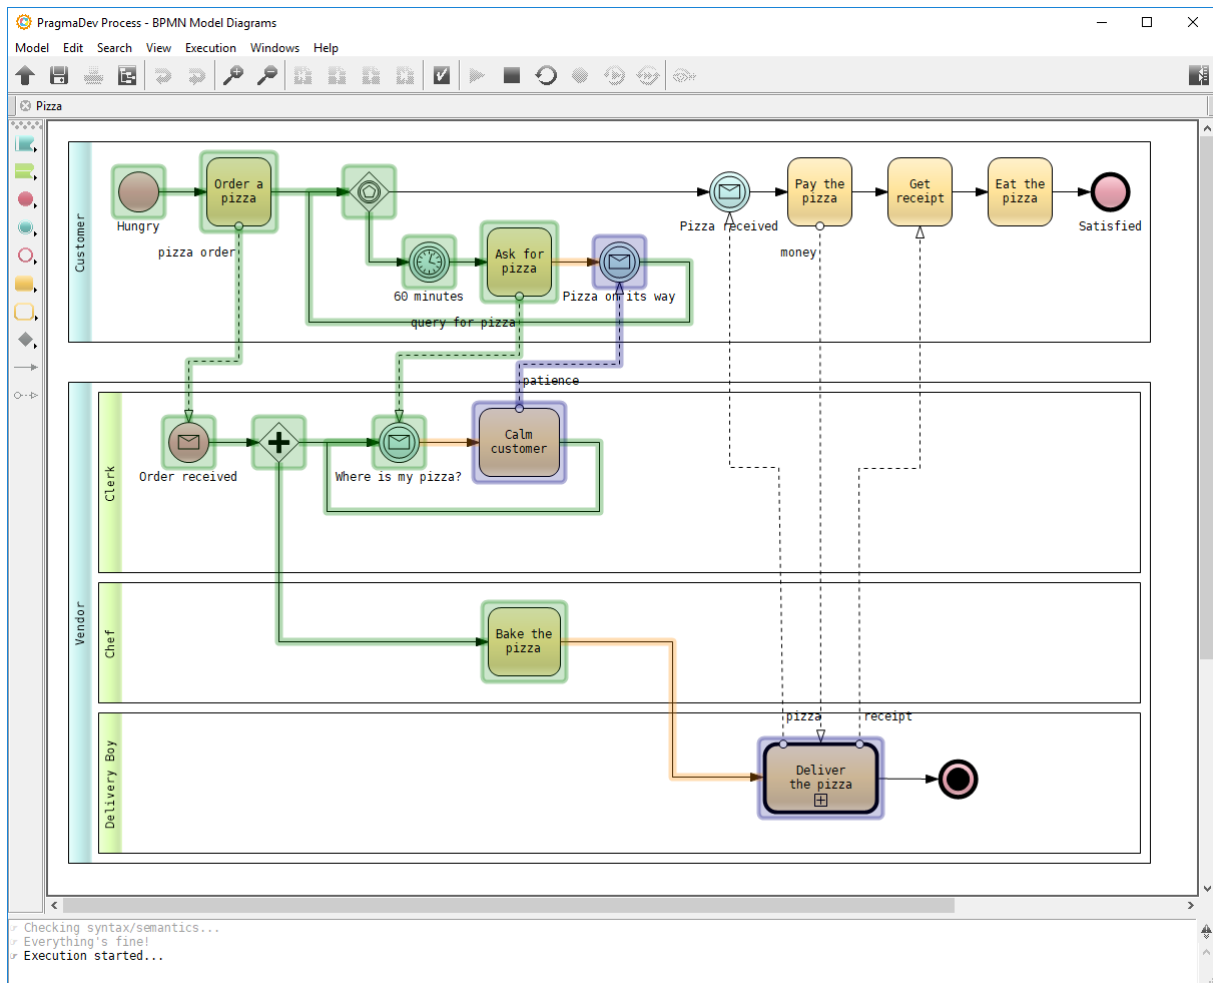 PragmaDev Process - BPMN Model Diagrams
Model Edit Search View Execution Windows Help
Pizza
Customer
Hungry
Order a
pizza
pizza order
60 minutes
Ask for
pizza
Pizza on its way
query for pizza
Pizza received
Pay the
pizza
money
Get
receipt
Eat the
pizza
Satisfied
patience
Vendor
Clerk
Order received
Where is my pizza?
Calm
customer
Chef
Bake the
pizza
Delivery Boy
pizza
receipt
Deliver
the pizza
Checking syntax/semantics...
Everything's fine!
Execution started...